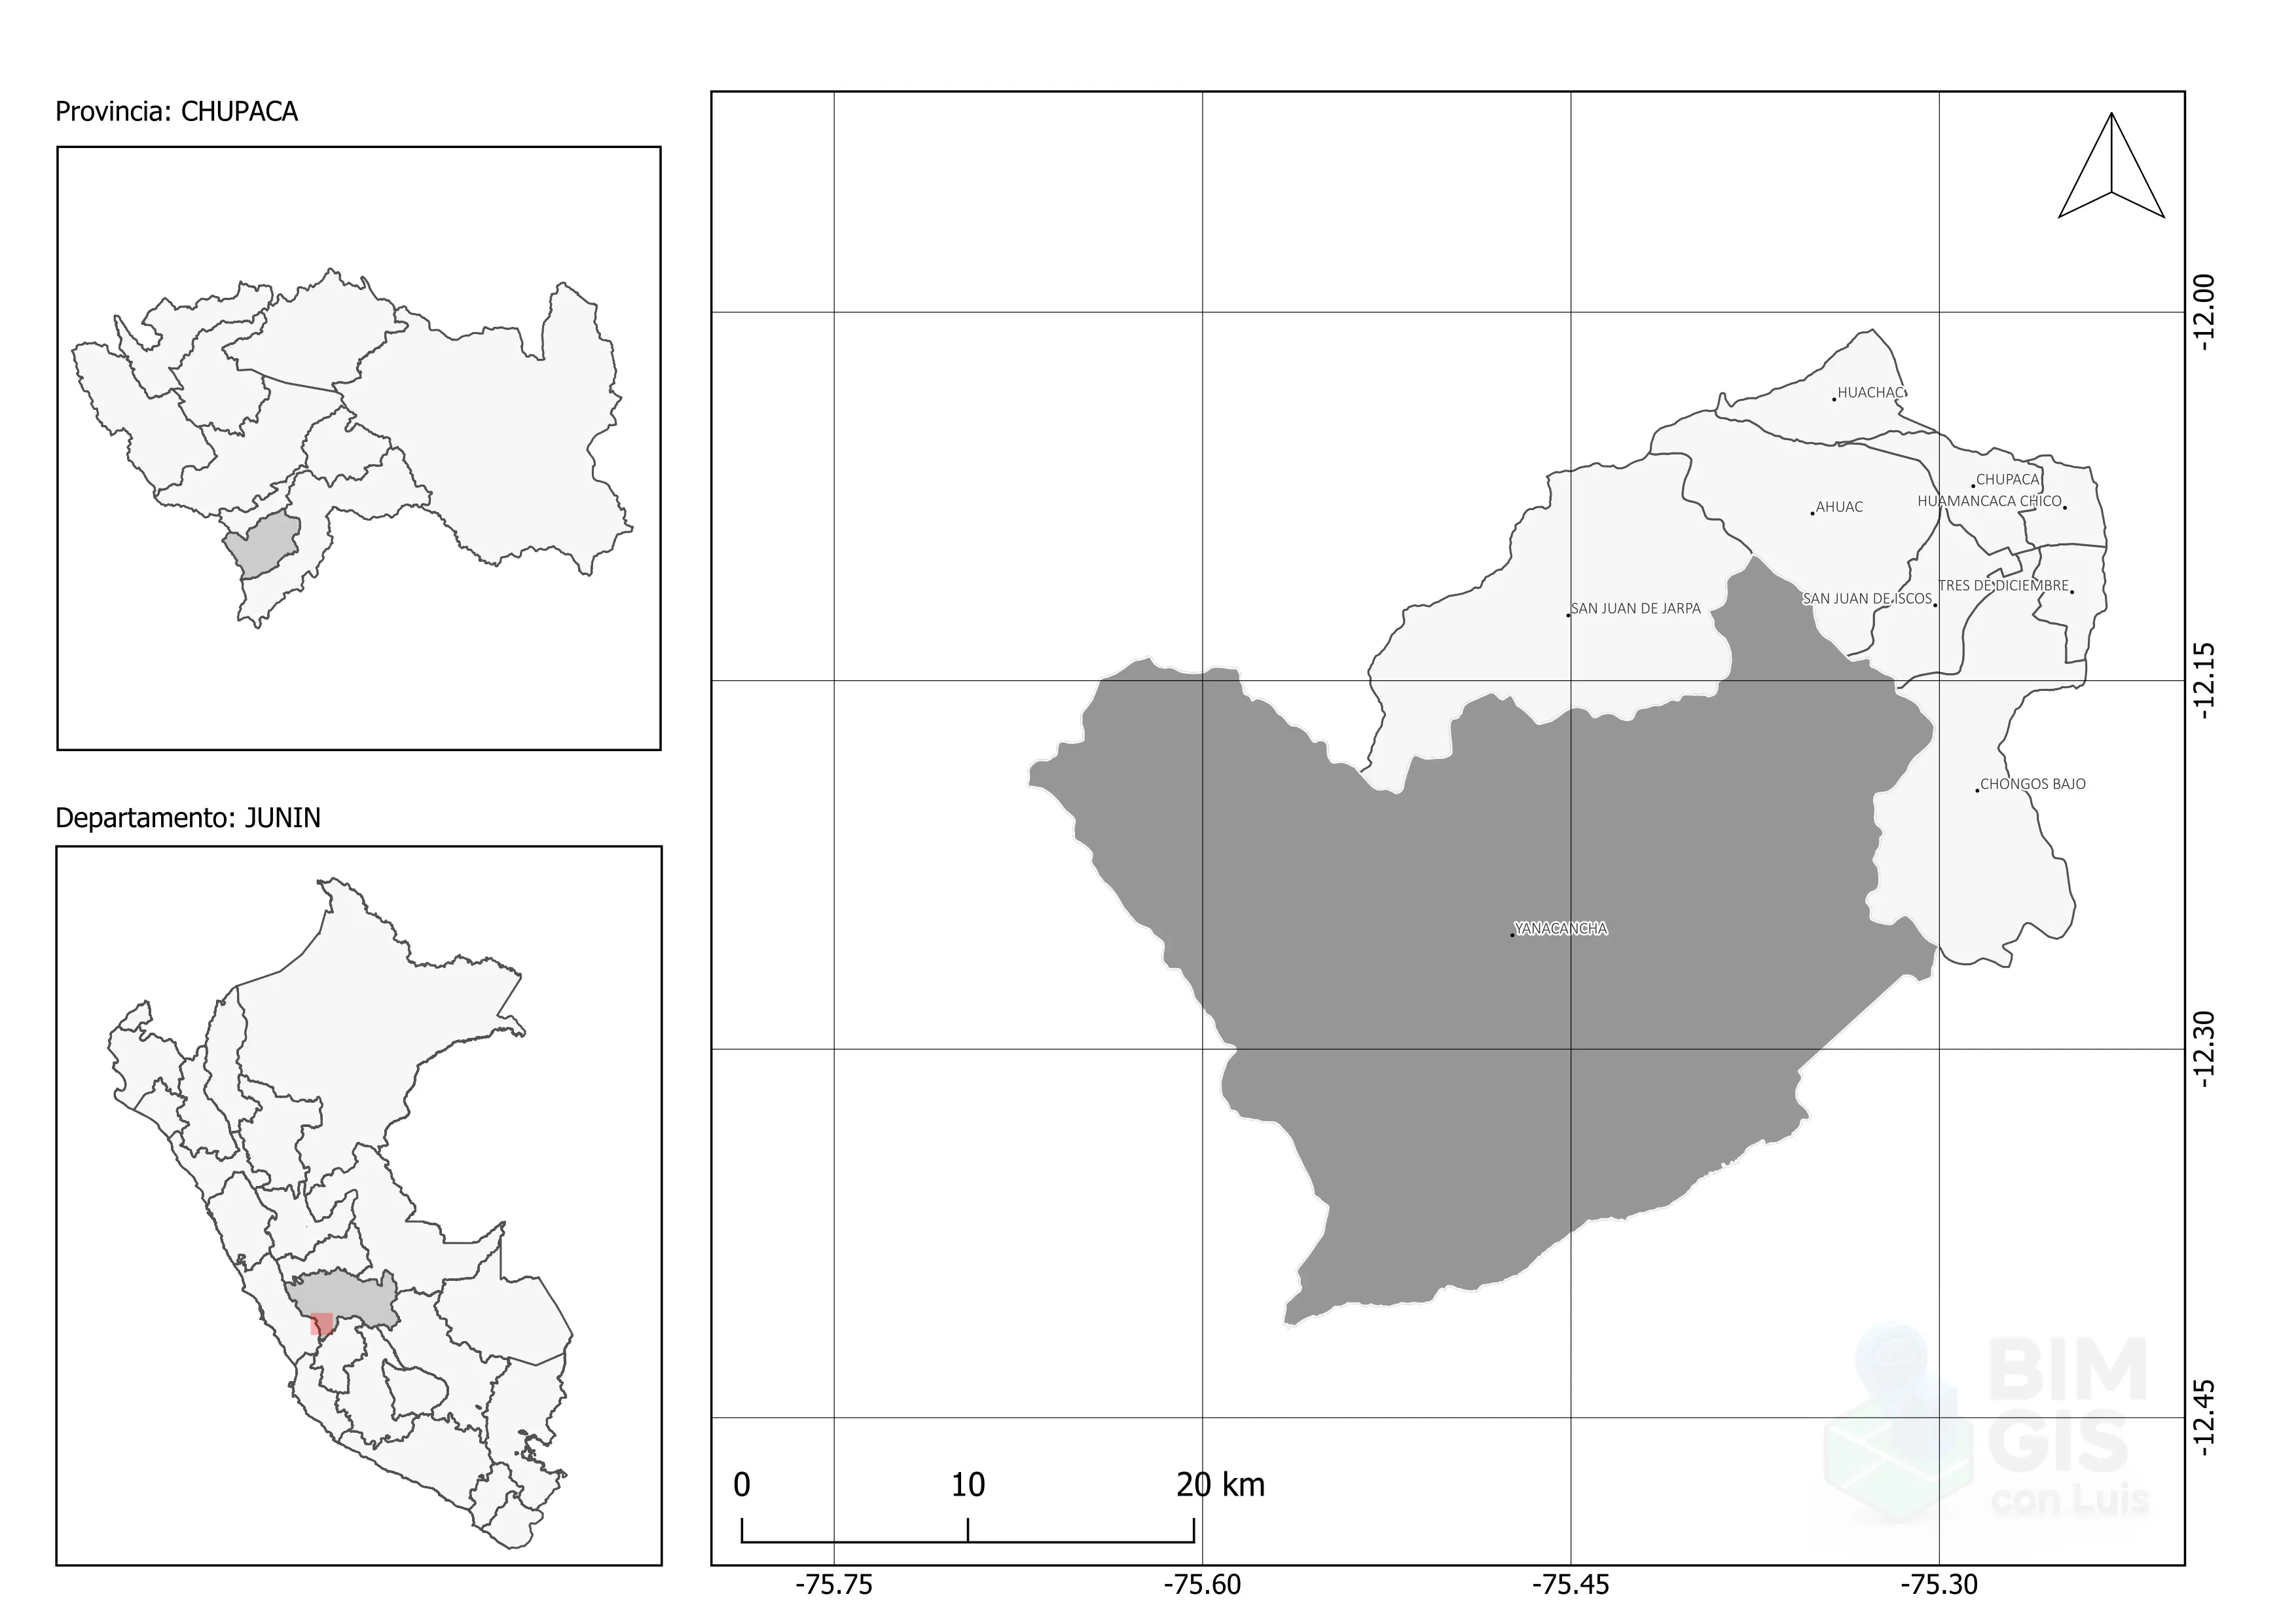 Provincia: CHUPACA
Departamento: JUNIN
HUACHAC
CHUPACA
HUAMANCACA CHICO
AHUAC
TRES DE DICIEMBRE
SAN JUAN DE ISCOS
SAN JUAN DE JARPA
CHONGOS BAJO
YANACANCHA
-12.00
-12.15
-12.30
-12.45
BIM
GIS
con Luis
0 10 20 km
-75.75 -75.60 -75.45 -75.30